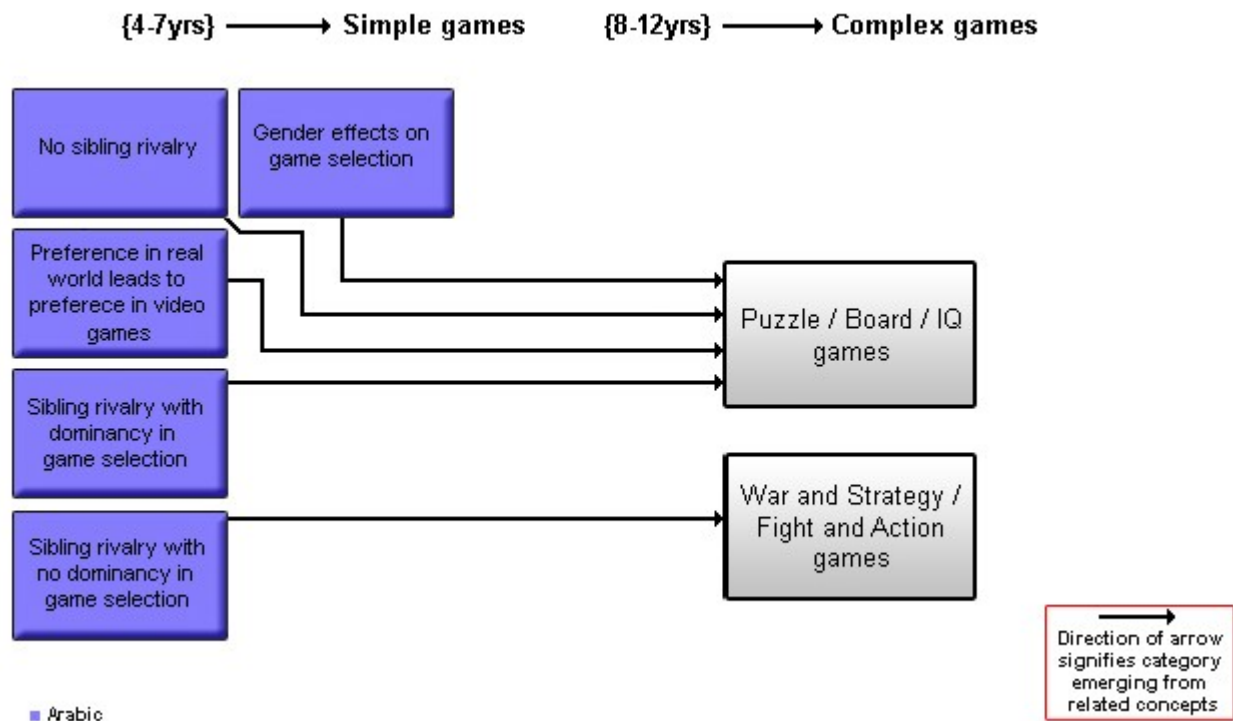 {4-7yrs} Simple games {8-12yrs} Complex games
No sibling rivalry
Gender effects on
game selection
Preference in real
world leads to
preferece in video
games
Puzzle / Board / IQ
games
Sibling rivalry with
dominancy in
game selection
War and Strategy /
Fight and Action
games
Sibling rivalry with
no dominancy in
game selection
Direction of arrow
signifies category
emerging from
related concepts
Arabic